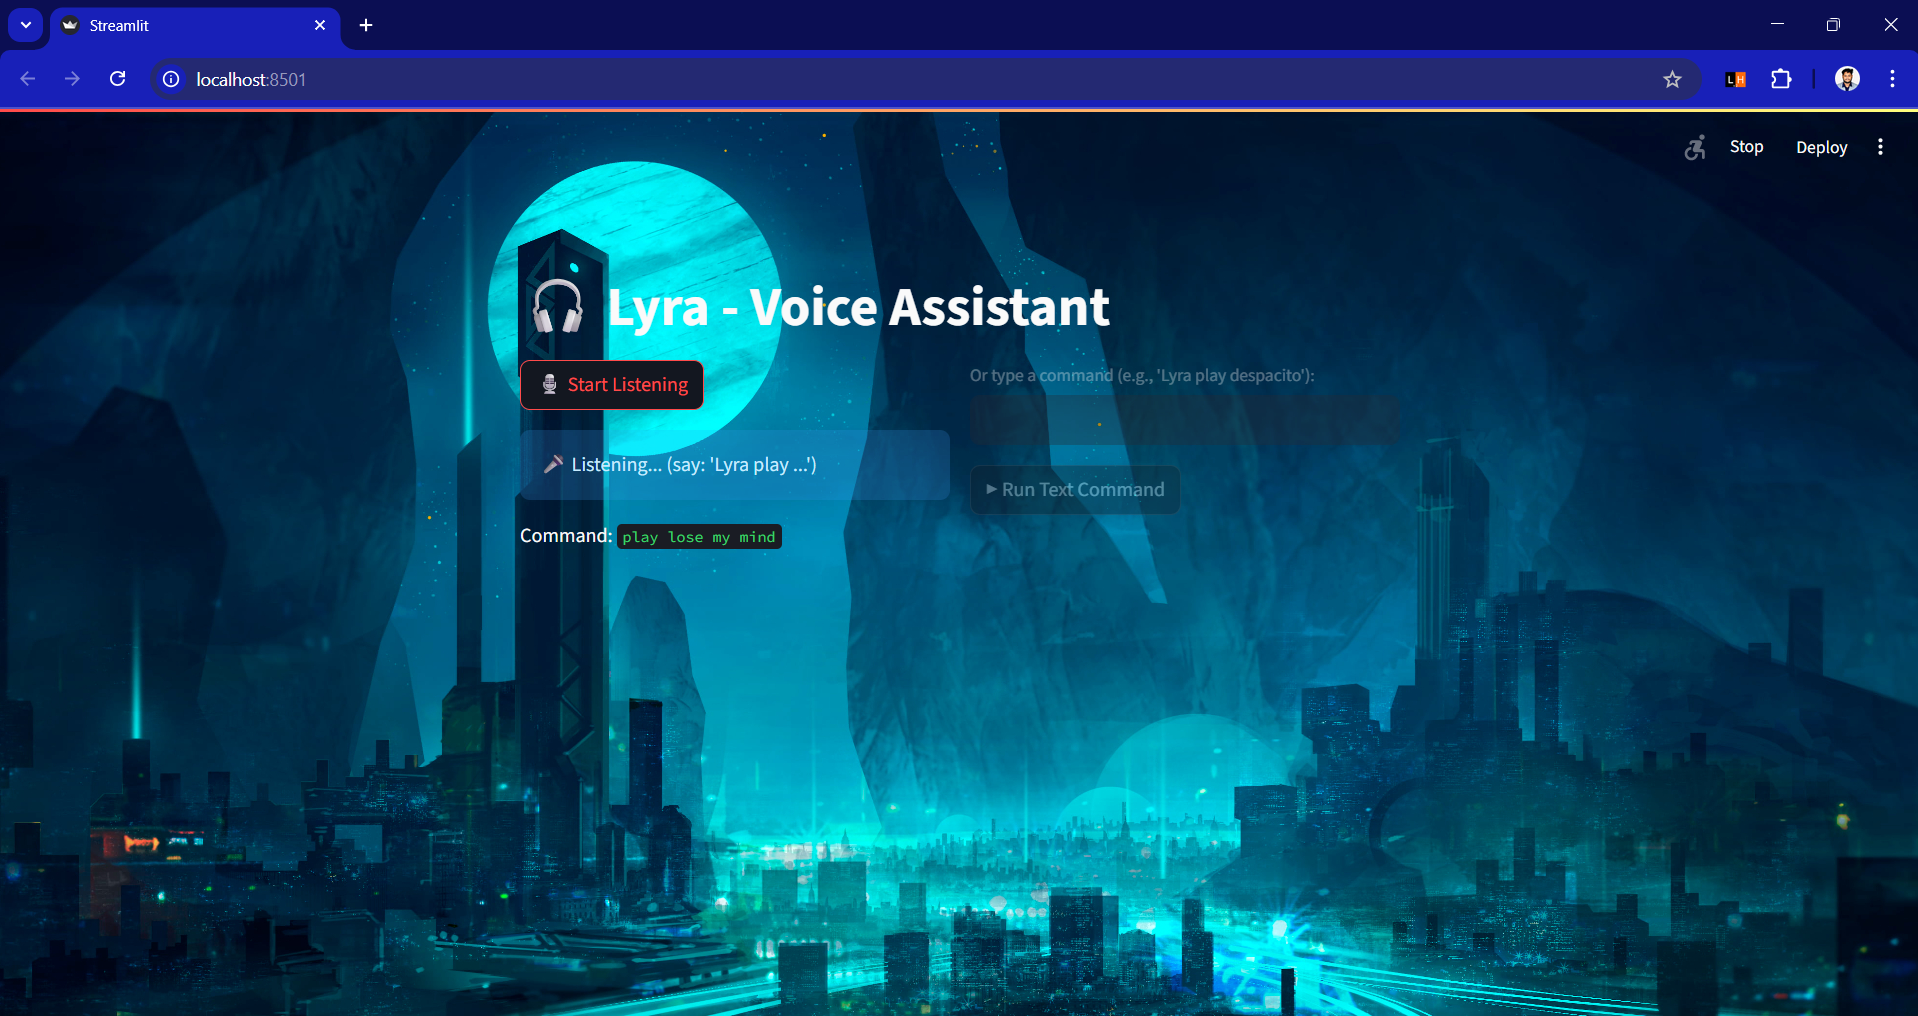 Streamlit
localhost:8501
LH
Stop
Deploy
Lyra - Voice Assistant
Start Listening
Or type a command (e.g., 'Lyra play despacito'):
Listening... (say: 'Lyra play ...')
Run Text Command
Command: play lose my mind